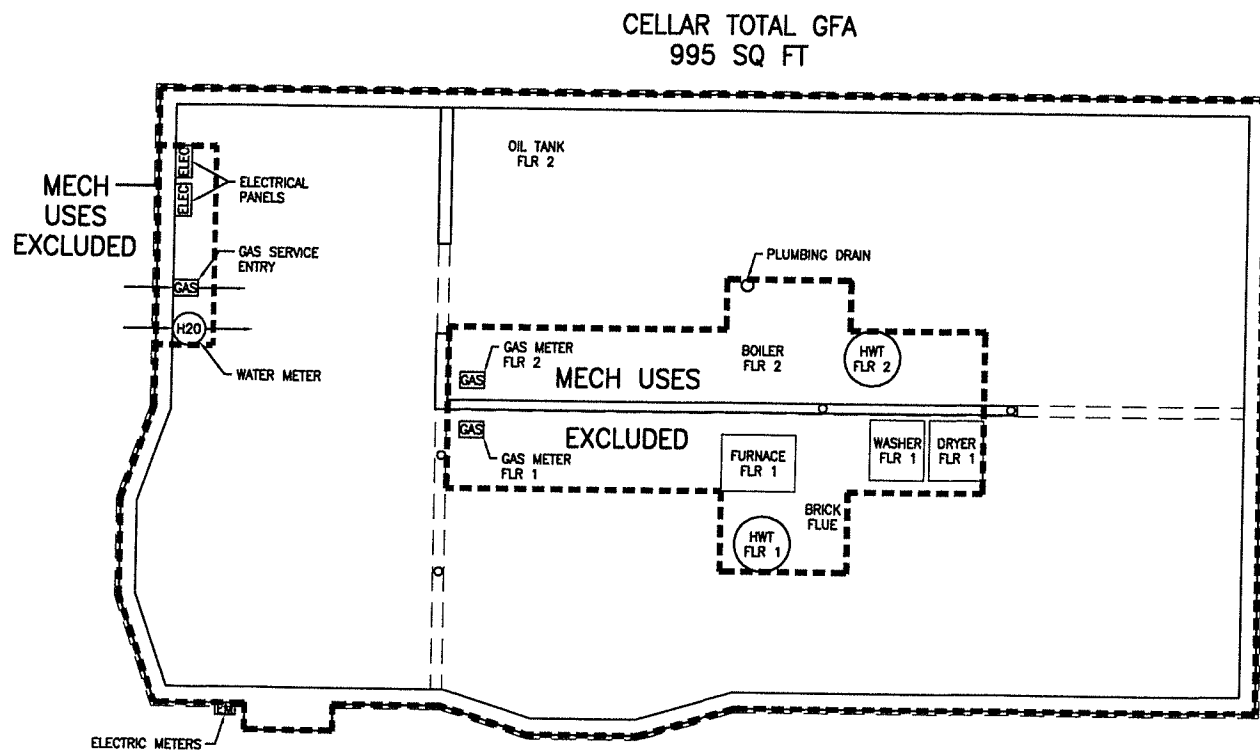 CELLAR TOTAL GFA
995 SQ FT
MECH
USES
EXCLUDED
ELEC
ELEC
ELECTRICAL
PANELS
GAS SERVICE
ENTRY
GAS
H20
WATER METER
OIL TANK
FLR 2
PLUMBING DRAIN
GAS METER
FLR 2
GAS
BOILER
FLR 2
HWT
FLR 2
MECH USES
EXCLUDED
GAS
GAS METER
FLR 1
FURNACE
FLR 1
WASHER
FLR 1
DRYER
FLR 1
BRICK
FLUE
HWT
FLR 1
EM
ELECTRIC METERS